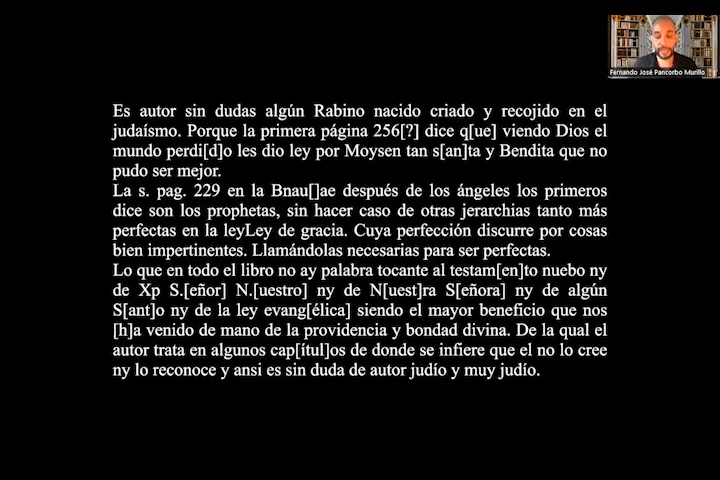 Es autor sin dudas algún Rabino nacido criado y recojido en el
judaísmo. Porque la primera página 256[?] dice q[ue] viendo Dios el
mundo perdi[d]o les dio ley por Moysen tan s[an]ta y Bendita que no
pudo ser mejor.
La s. pag. 229 en la Bnau[]ae después de los ángeles los primeros
dice son los prophetas, sin hacer caso de otras jerarchias tanto más
perfectas en la leyLey de gracia. Cuya perfección discurre por cosas
bien impertinentes. Llamándolas necesarias para ser perfectas.
Lo que en todo el libro no ay palabra tocante al testam[en]to nuebo ny
de Xp S.[eñor] N.[uestro] ny de N[uest]ra S[eñora] ny de algún
S[ant]o ny de la ley evang[élica] siendo el mayor beneficio que nos
[h]a venido de mano de la providencia y bondad divina. De la qual el
autor trata en algunos cap[ítul]os de donde se infiere que el no lo cree
ny lo reconoce y ansi es sin duda de autor judío y muy judío.
Fernando José Pancorbo Murillo